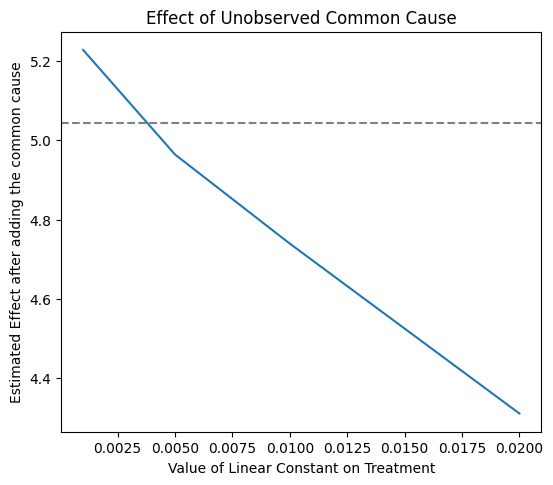 Effect of Unobserved Common Cause
Estimated Effect after adding the common cause
5.2
5.0
4.8
4.6
4.4
0.0025 0.0050 0.0075 0.0100 0.0125 0.0150 0.0175 0.0200
Value of Linear Constant on Treatment